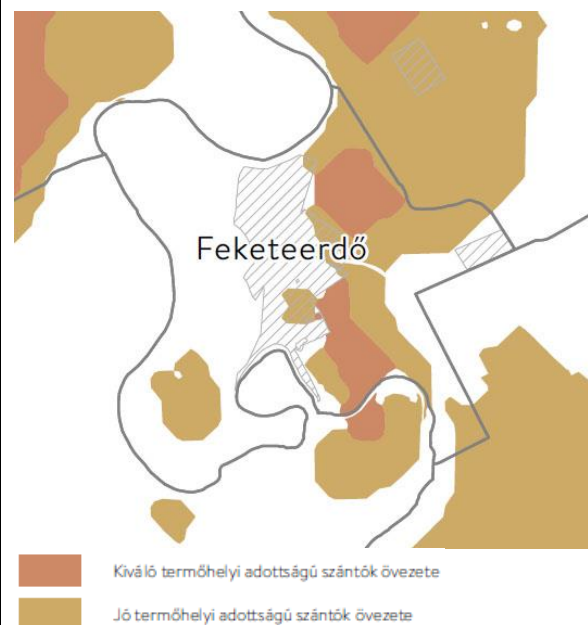 Feketeerdő
Kiváló termőhelyi adottságú szántók övezete
Jó termőhelyi adottságú szántók övezete